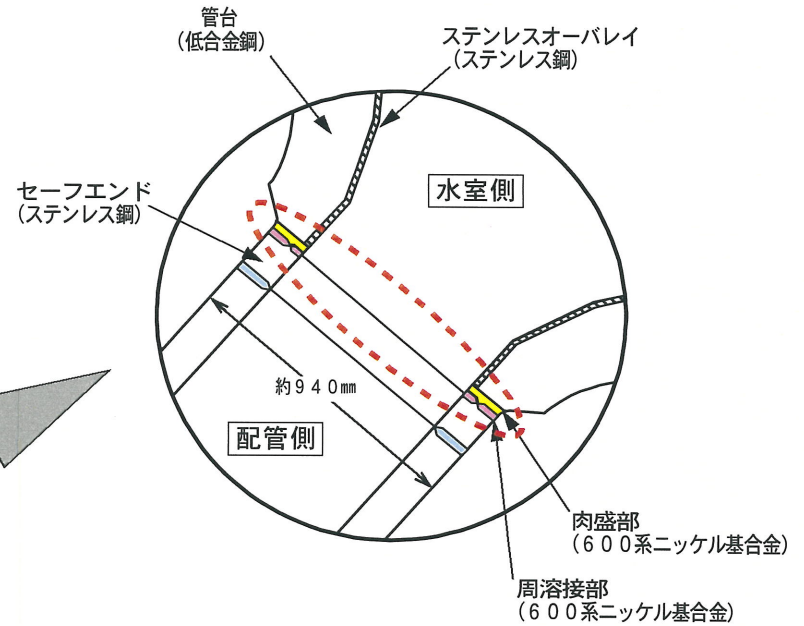 管台
(低合金鋼)
ステンレスオーバレイ
(ステンレス鋼)
水室側
セーフエンド
(ステンレス鋼)
約940㎜
配管側
肉盛部
(600系ニッケル基合金)
周溶接部
(600系ニッケル基合金)